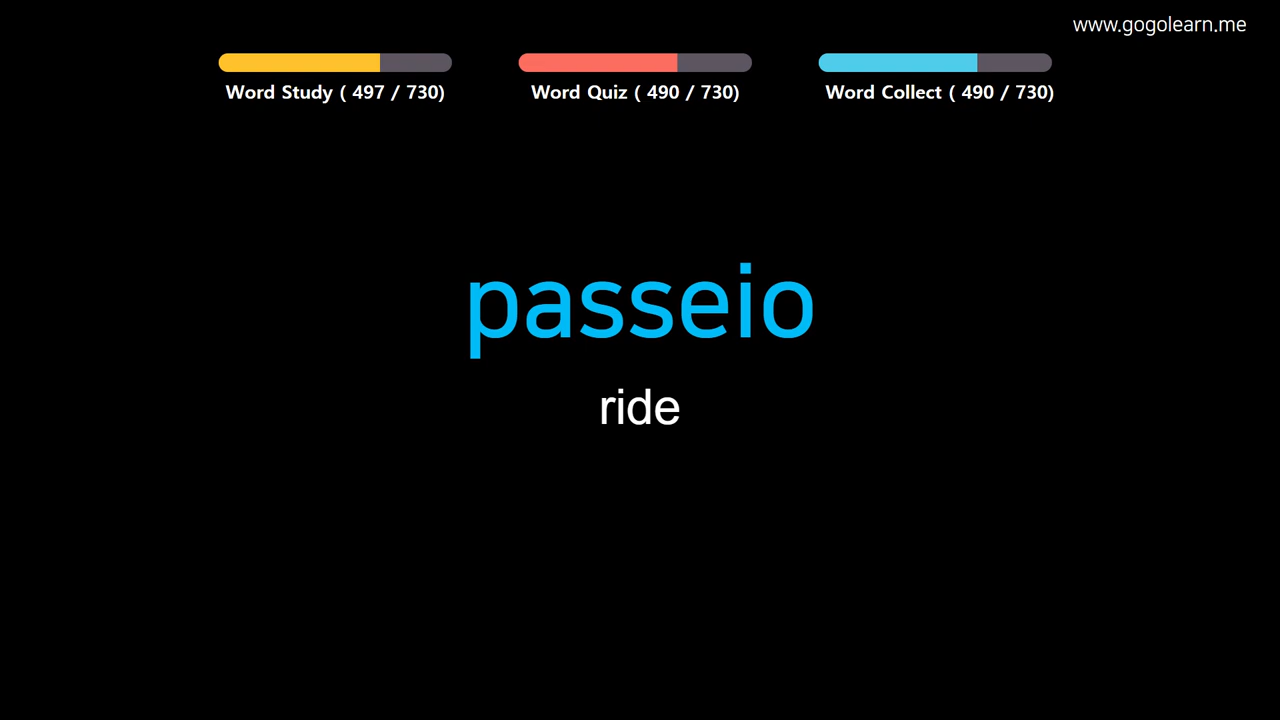 www.gogolearn.me
Word Study ( 497 / 730)
Word Quiz ( 490 / 730)
Word Collect ( 490 / 730)
passeio
ride